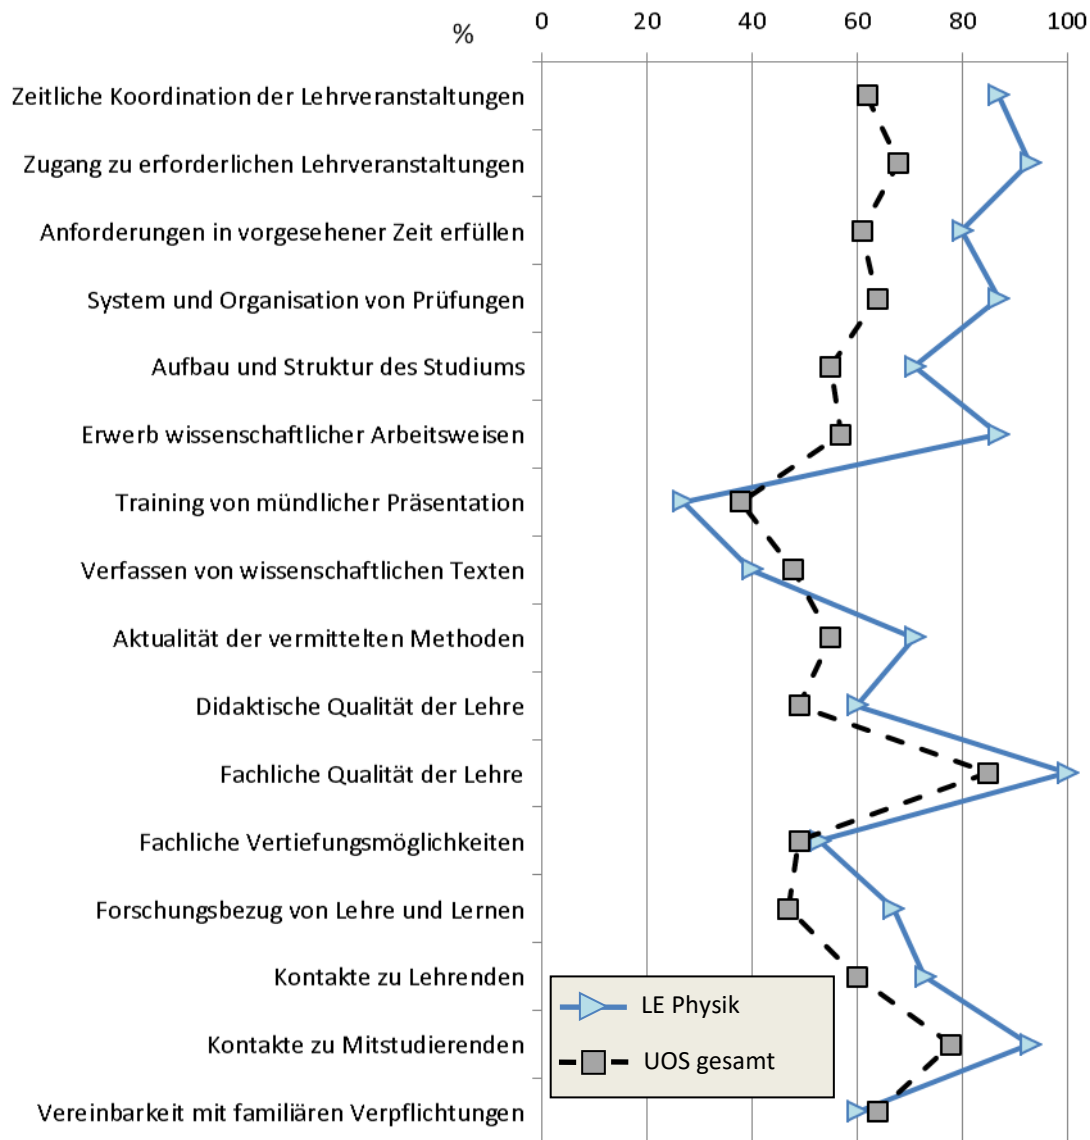 0 20 40 60 80 100
%
Zeitliche Koordination der Lehrveranstaltungen
Zugang zu erforderlichen Lehrveranstaltungen
Anforderungen in vorgesehener Zeit erfüllen
System und Organisation von Prüfungen
Aufbau und Struktur des Studiums
Erwerb wissenschaftlicher Arbeitsweisen
Training von mündlicher Präsentation
Verfassen von wissenschaftlichen Texten
Aktualität der vermittelten Methoden
Didaktische Qualität der Lehre
Fachliche Qualität der Lehre
Fachliche Vertiefungsmöglichkeiten
Forschungsbezug von Lehre und Lernen
Kontakte zu Lehrenden
LE Physik
Kontakte zu Mitstudierenden
UOS gesamt
Vereinbarkeit mit familiären Verpflichtungen